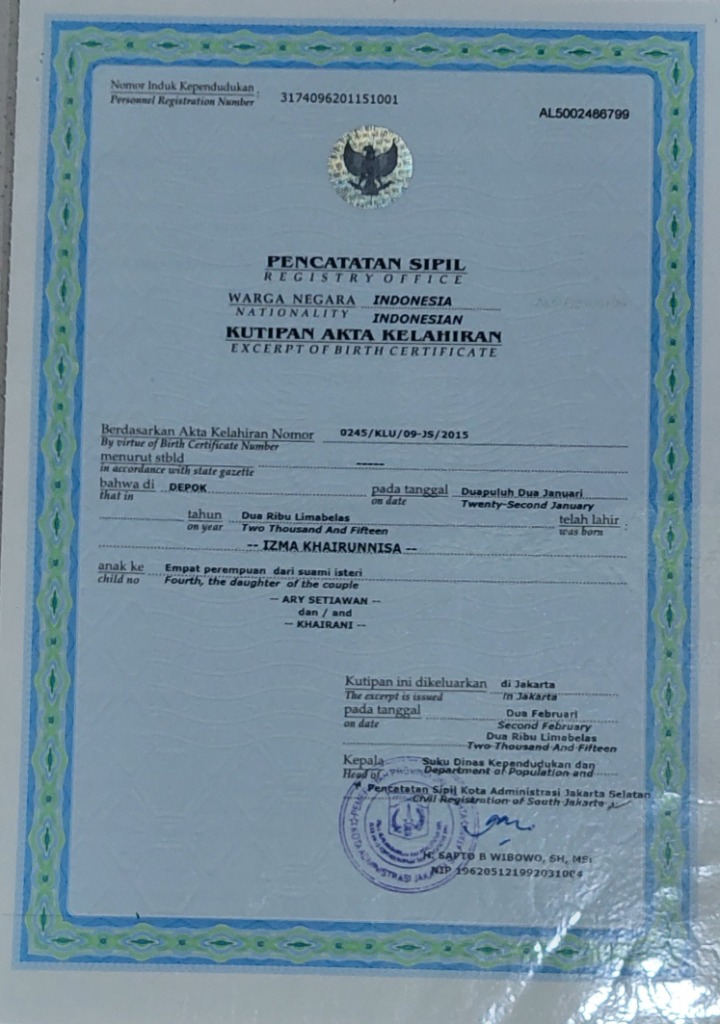 Nomor Induk Kependudukan : 3174096201151001
Personnel Registration Number
AL5002486799
PENCATATAN SIPIL
REGISTRY OFFICE
WARGA NEGARA INDONESIA
NATIONALITY INDONESIAN
KUTIPAN AKTA KELAHIRAN
EXCERPT OF BIRTH CERTIFICATE
Berdasarkan Akta Kelahiran Nomor 0245/KLU/09-JS/2015
By virtue of Birth Certificate Number
menurut stbld -----
in accordance with state gazette
bahwa di DEPOK pada tanggal Duapuluh Dua Januari
that in on date Twenty-Second January
tahun Dua Ribu Limabelas telah lahir :
on year Two Thousand And Fifteen was born
-- IZMA KHAIRUNNISA --
anak ke Empat perempuan dari suami isteri
child no Fourth, the daughter of the couple
-- ARY SETIAWAN --
dan / and
-- KHAIRANI --
Kutipan ini dikeluarkan di Jakarta
The excerpt is issued in Jakarta
pada tanggal Dua Februari
on date Second February
Dua Ribu Limabelas
Two Thousand And Fifteen
Kepala Suku Dinas Kependudukan dan
Head of Department of Population and
Pencatatan Sipil Kota Administrasi Jakarta Selatan
Civil Registration of South Jakarta
H. SAPTO B WIBOWO, SH, MSi
NIP 196205121992031004